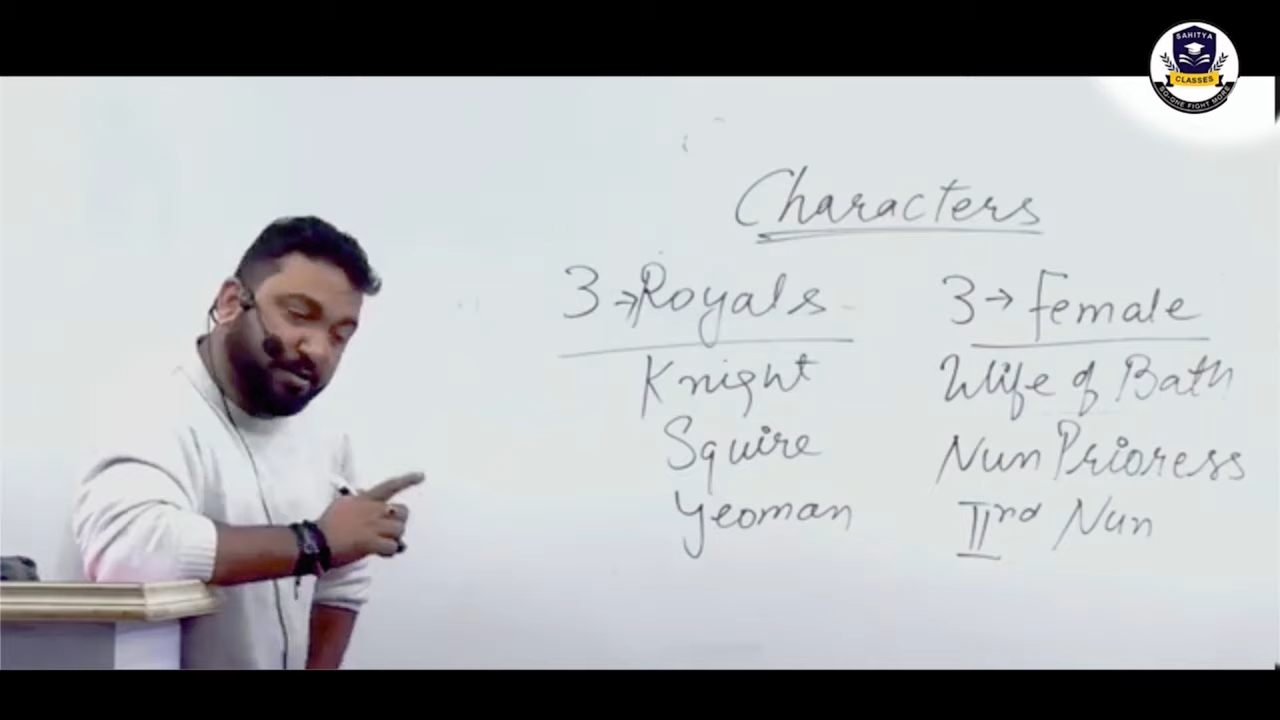 SAHITYA
CLASSES
Characters
3→Royals
Knight
Squire
Yeoman
3→Female
Wife of Bath
Nun Prioress
IInd Nun